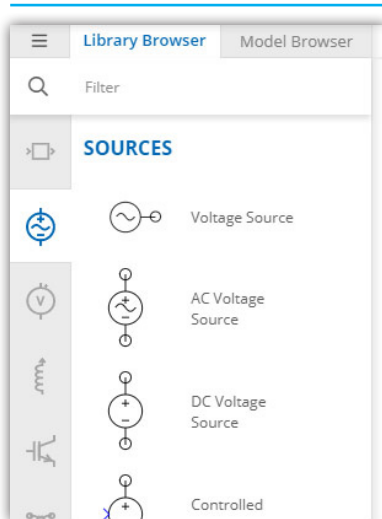 Library Browser Model Browser
Filter
SOURCES
Voltage Source
AC Voltage
Source
DC Voltage
Source
Controlled